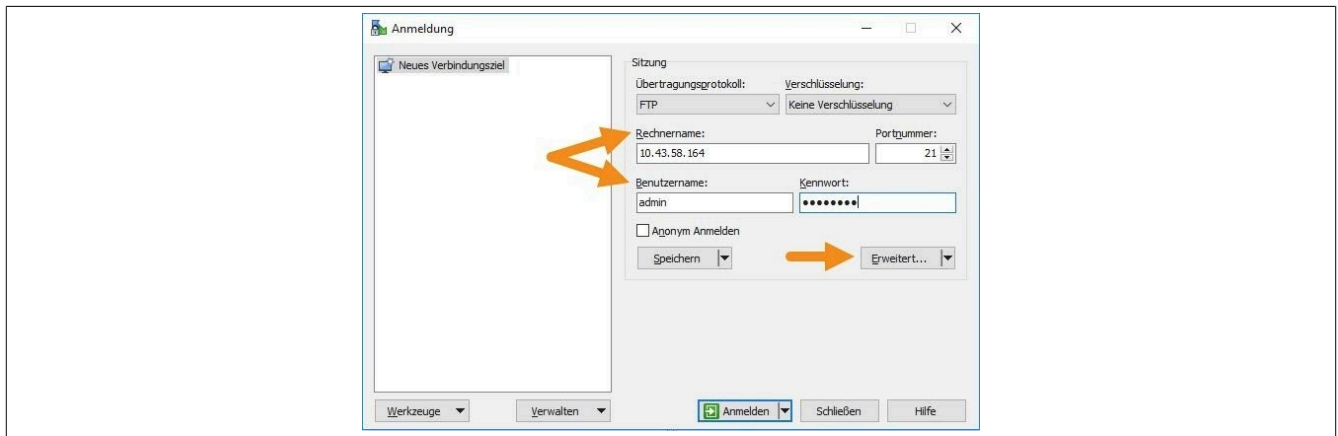 Anmeldung
Neues Verbindungsziel
Sitzung
Übertragungsprotokoll: Verschlüsselung:
FTP Keine Verschlüsselung
Rechnername: Portnummer:
10.43.58.164 21
Benutzername: Kennwort:
admin ••••••••
Anonym Anmelden
Speichern Erweitert...
Werkzeuge Verwalten Anmelden Schließen Hilfe